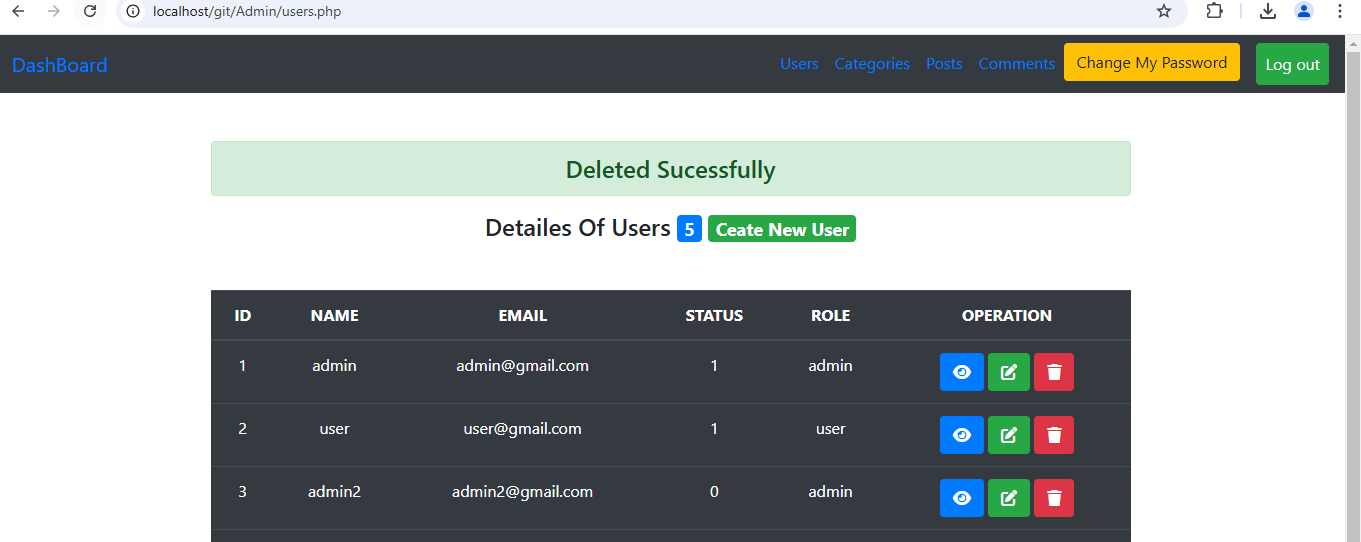 localhost/git/Admin/users.php
DashBoard Users Categories Posts Comments Change My Password Log out
Deleted Sucessfully
Detailes Of Users 5 Ceate New User
ID NAME EMAIL STATUS ROLE OPERATION
1 admin admin@gmail.com 1 admin
2 user user@gmail.com 1 user
3 admin2 admin2@gmail.com 0 admin